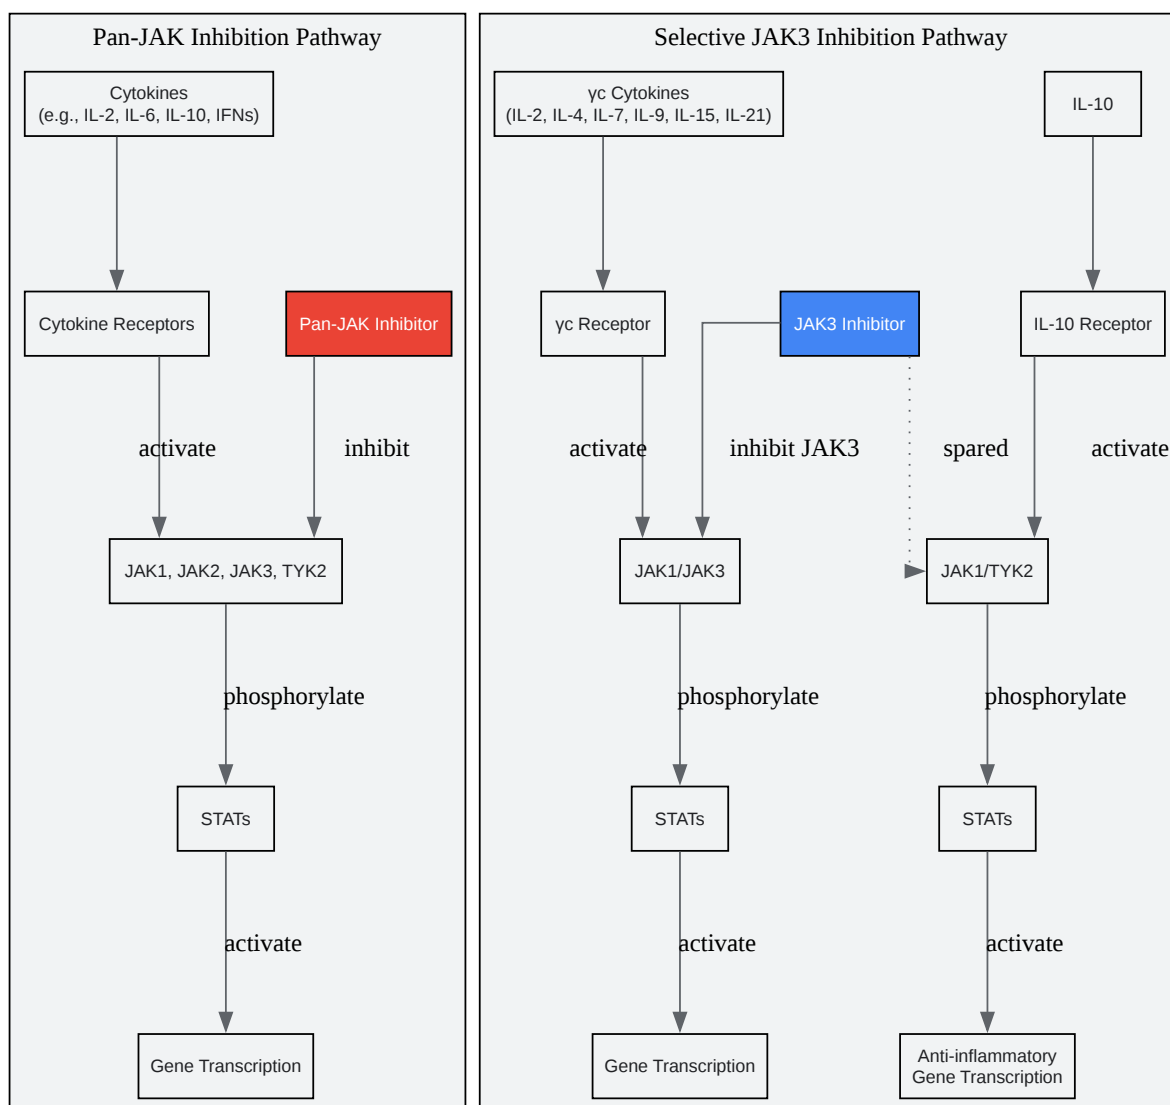 Pan-JAK Inhibition Pathway
Cytokines
(e.g., IL-2, IL-6, IL-10, IFNs)
Cytokine Receptors
Pan-JAK Inhibitor
activate
inhibit
JAK1, JAK2, JAK3, TYK2
phosphorylate
STATs
activate
Gene Transcription
Selective JAK3 Inhibition Pathway
γc Cytokines
(IL-2, IL-4, IL-7, IL-9, IL-15, IL-21)
IL-10
γc Receptor
JAK3 Inhibitor
IL-10 Receptor
activate
inhibit JAK3
spared
activate
JAK1/JAK3
JAK1/TYK2
phosphorylate
phosphorylate
STATs
STATs
activate
activate
Gene Transcription
Anti-inflammatory
Gene Transcription